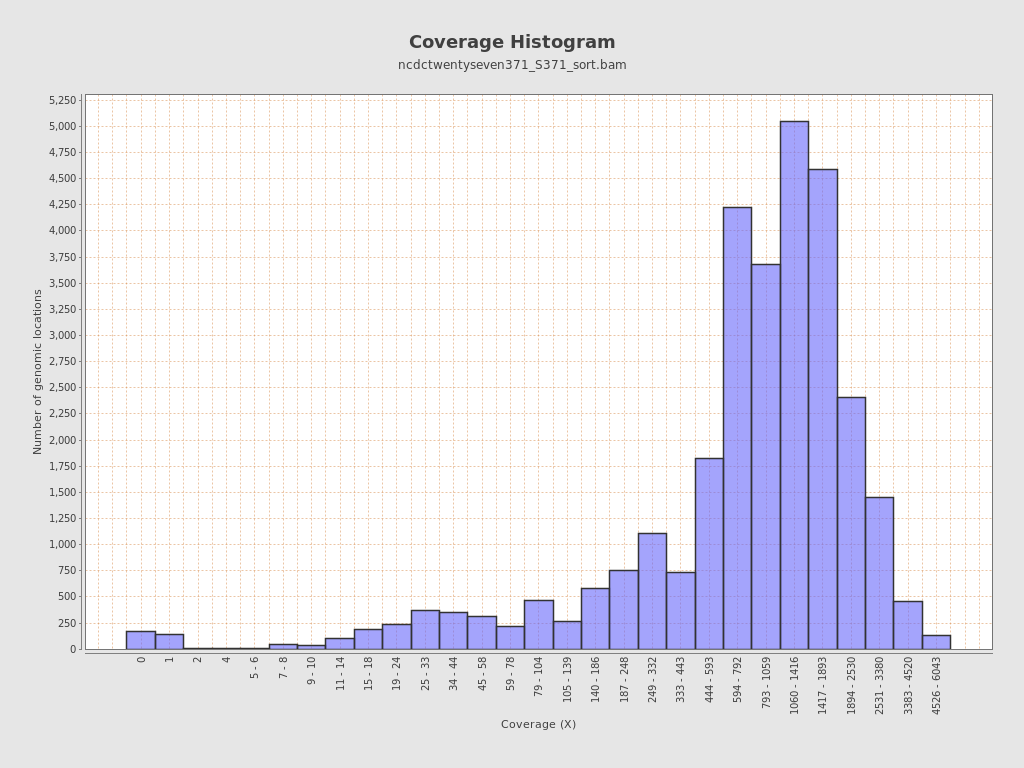 Coverage Histogram
ncdctwentyseven371_S371_sort.bam
Number of genomic locations
5,250
5,000
4,750
4,500
4,250
4,000
3,750
3,500
3,250
3,000
2,750
2,500
2,250
2,000
1,750
1,500
1,250
1,000
750
500
250
0
0
1
2
4
5 - 6
7 - 8
9 - 10
11 - 14
15 - 18
19 - 24
25 - 33
34 - 44
45 - 58
59 - 78
79 - 104
105 - 139
140 - 186
187 - 248
249 - 332
333 - 443
444 - 593
594 - 792
793 - 1059
1060 - 1416
1417 - 1893
1894 - 2530
2531 - 3380
3383 - 4520
4526 - 6043
Coverage (X)